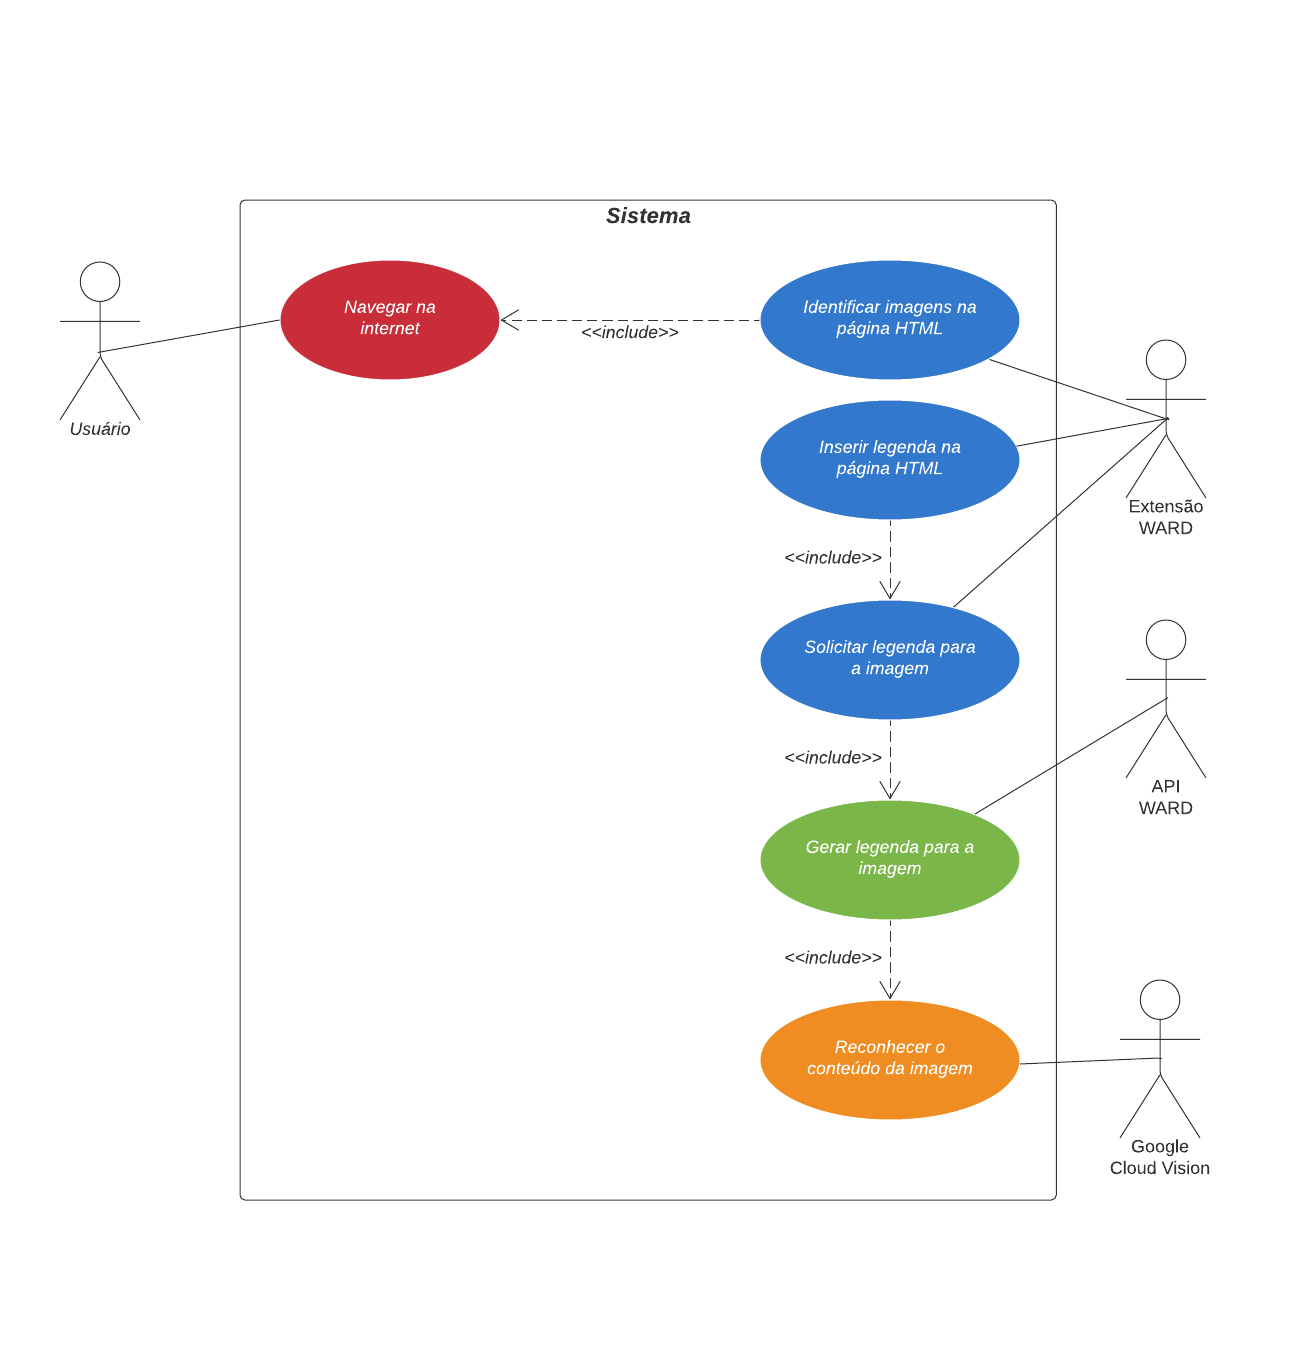 Sistema
Navegar na
internet
<<include>>
Identificar imagens na
página HTML
Usuário
Inserir legenda na
página HTML
Extensão
WARD
<<include>>
Solicitar legenda para
a imagem
<<include>>
API
WARD
Gerar legenda para a
imagem
<<include>>
Reconhecer o
conteúdo da imagem
Google
Cloud Vision